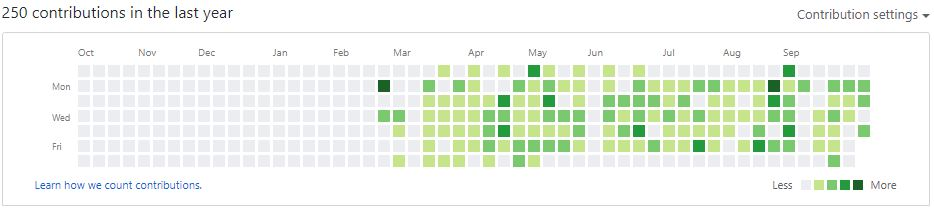 250 contributions in the last year
Contribution settings
Oct Nov Dec Jan Feb Mar Apr May Jun Jul Aug Sep
Mon
Wed
Fri
Learn how we count contributions.
Less More